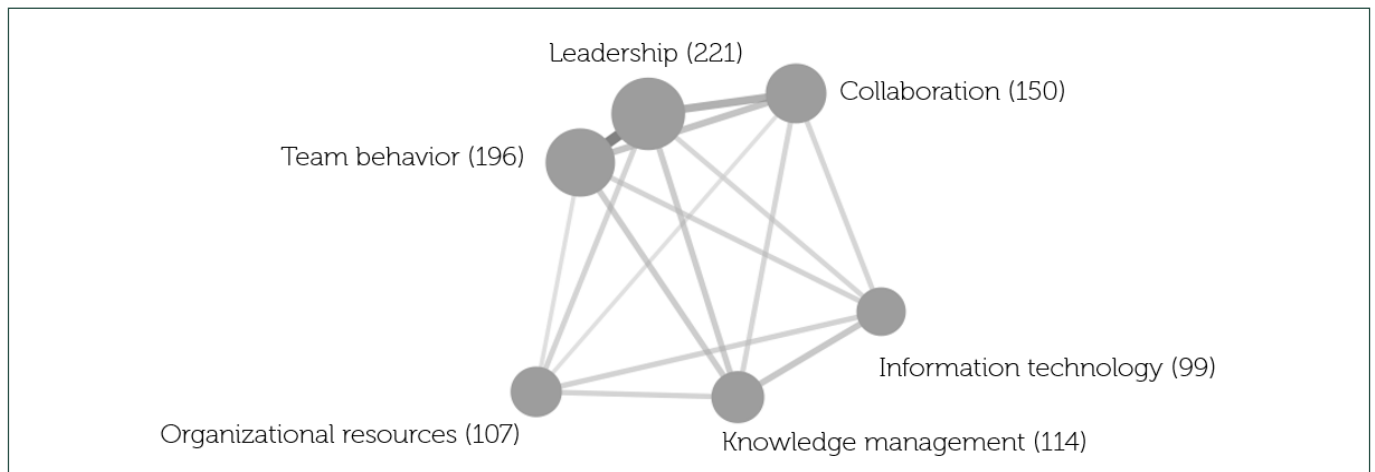 Leadership (221)
Collaboration (150)
Team behavior (196)
Information technology (99)
Organizational resources (107)
Knowledge management (114)